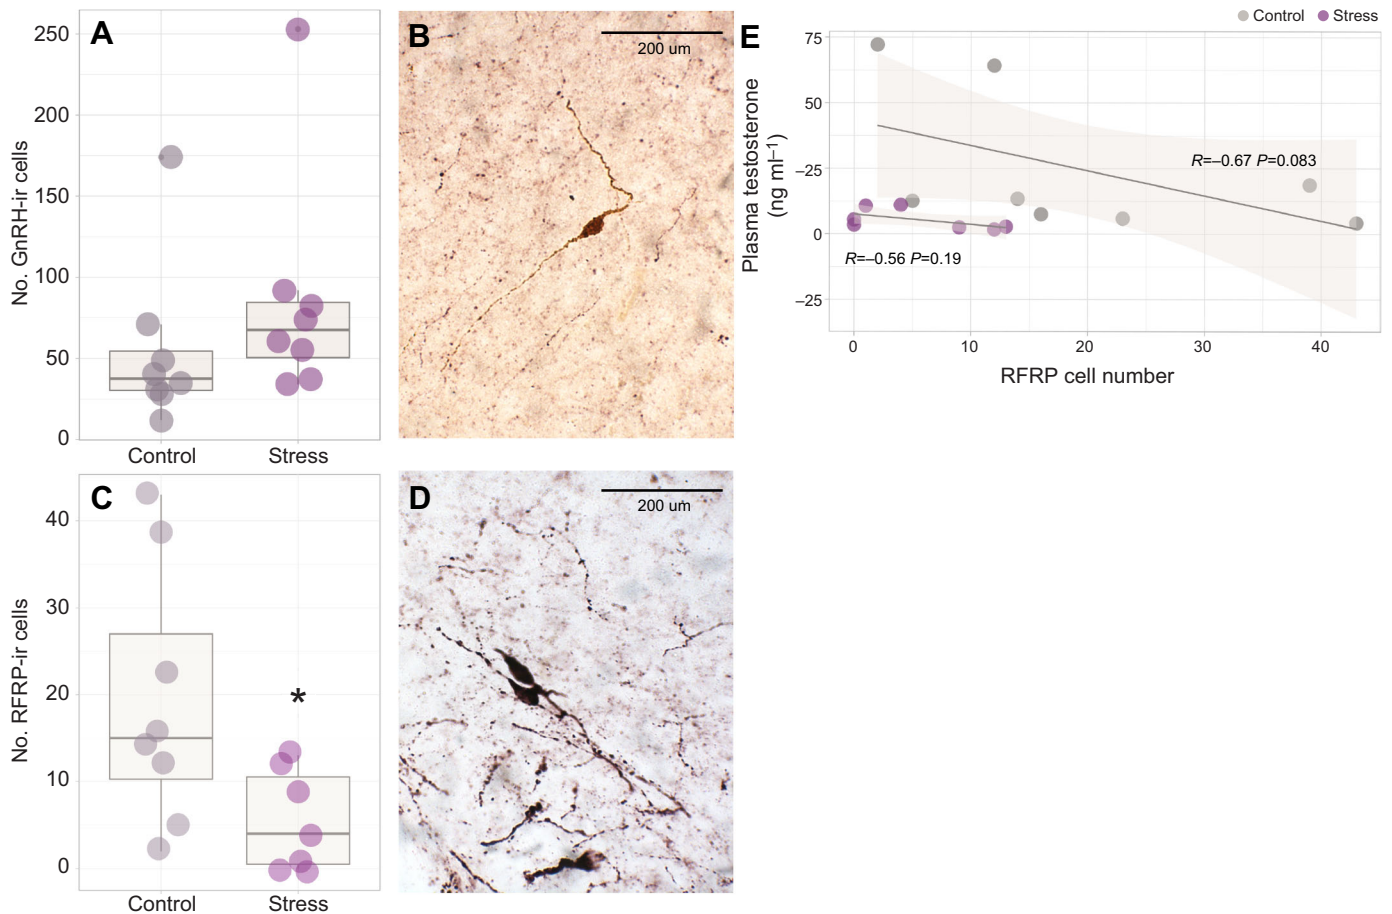 A
No. GnRH-ir cells
250
200
150
100
50
0
Control
Stress
B
200 um
C
No. RFRP-ir cells
40
30
20
10
0
*
Control
Stress
D
200 um
E
Control
Stress
Plasma testosterone
(ng ml–1)
75
50
–25
0
–25
R=–0.67 P=0.083
R=–0.56 P=0.19
0
10
20
30
40
RFRP cell number